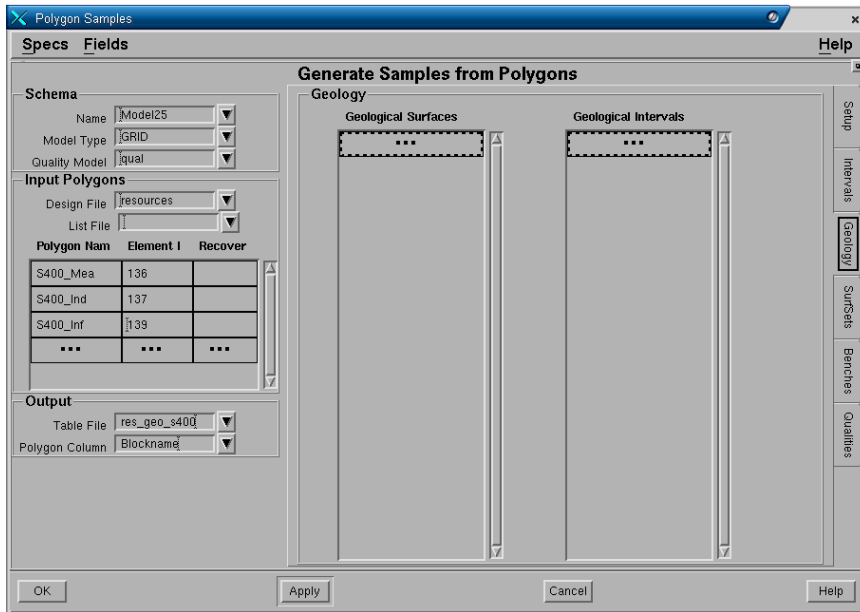 Polygon Samples
Specs Fields Help
Generate Samples from Polygons
Schema
Name Model25
Model Type GRID
Quality Model qual
Input Polygons
Design File resources
List File
Polygon Nam Element I Recover
S400_Mea 136
S400_Ind 137
S400_Inf 139
... ... ...
Output
Table File res_geo_s400
Polygon Column Blockname
Geology
Geological Surfaces Geological Intervals
... ...
Setup
Intervals
Geology
SurfSets
Benches
Qualities
OK Apply Cancel Help